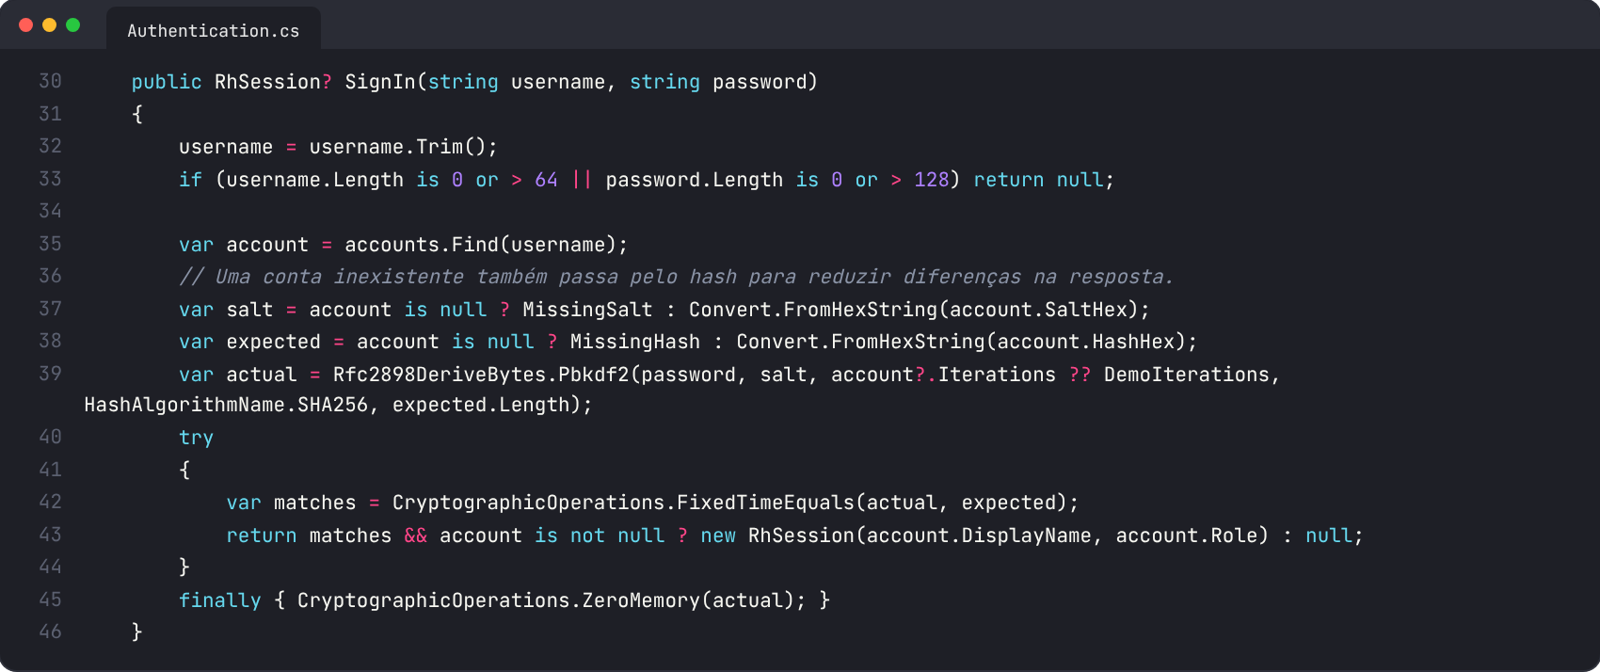 Authentication.cs
30 public RhSession? SignIn(string username, string password)
31 {
32 username = username.Trim();
33 if (username.Length is 0 or > 64 || password.Length is 0 or > 128) return null;
34
35 var account = accounts.Find(username);
36 // Uma conta inexistente também passa pelo hash para reduzir diferenças na resposta.
37 var salt = account is null ? MissingSalt : Convert.FromHexString(account.SaltHex);
38 var expected = account is null ? MissingHash : Convert.FromHexString(account.HashHex);
39 var actual = Rfc2898DeriveBytes.Pbkdf2(password, salt, account?.Iterations ?? DemoIterations,
HashAlgorithmName.SHA256, expected.Length);
40 try
41 {
42 var matches = CryptographicOperations.FixedTimeEquals(actual, expected);
43 return matches && account is not null ? new RhSession(account.DisplayName, account.Role) : null;
44 }
45 finally { CryptographicOperations.ZeroMemory(actual); }
46 }